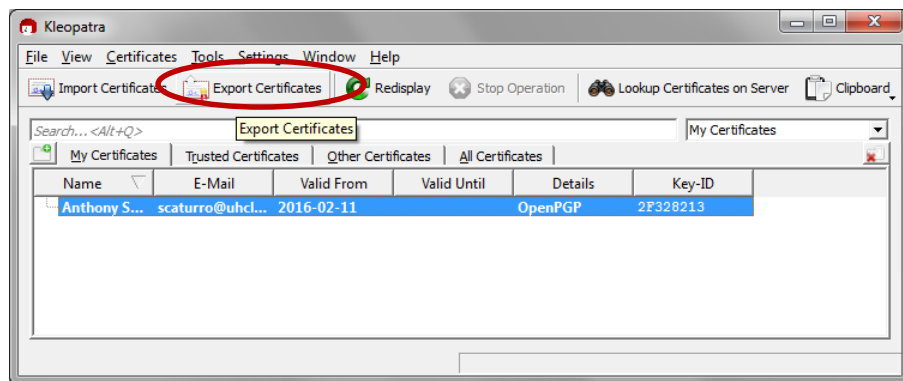 Kleopatra
File View Certificates Tools Settings Window Help
Import Certificates Export Certificates Redisplay Stop Operation Lookup Certificates on Server Clipboard
Search...<Alt+Q> My Certificates
Export Certificates
My Certificates Trusted Certificates Other Certificates All Certificates
Name E-Mail Valid From Valid Until Details Key-ID
Anthony S... scaturro@uhcl... 2016-02-11 OpenPGP 2F328213